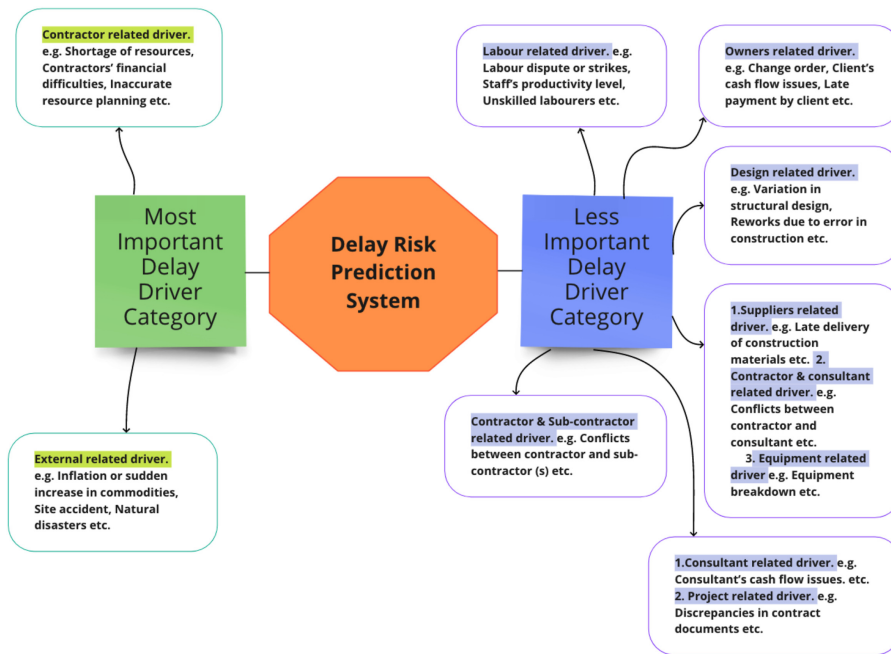 Contractor related driver.
e.g. Shortage of resources,
Contractors' financial
difficulties, Inaccurate
resource planning etc.
Labour related driver. e.g.
Labour dispute or strikes,
Staff's productivity level,
Unskilled labourers etc.
Owners related driver.
e.g. Change order, Client's
cash flow issues, Late
payment by client etc.
Design related driver.
e.g. Variation in
structural design,
Reworks due to error in
construction etc.
Most
Important
Delay
Driver
Category
Delay Risk
Prediction
System
Less
Important
Delay
Driver
Category
1.Suppliers related
driver. e.g. Late delivery
of construction
materials etc. 2.
Contractor & consultant
related driver. e.g.
Conflicts between
contractor and
consultant etc.
3. Equipment related
driver e.g. Equipment
breakdown etc.
Contractor & Sub-contractor
related driver. e.g. Conflicts
between contractor and sub-
contractor (s) etc.
External related driver.
e.g. Inflation or sudden
increase in commodities,
Site accident, Natural
disasters etc.
1.Consultant related driver. e.g.
Consultant's cash flow issues. etc.
2. Project related driver. e.g.
Discrepancies in contract
documents etc.